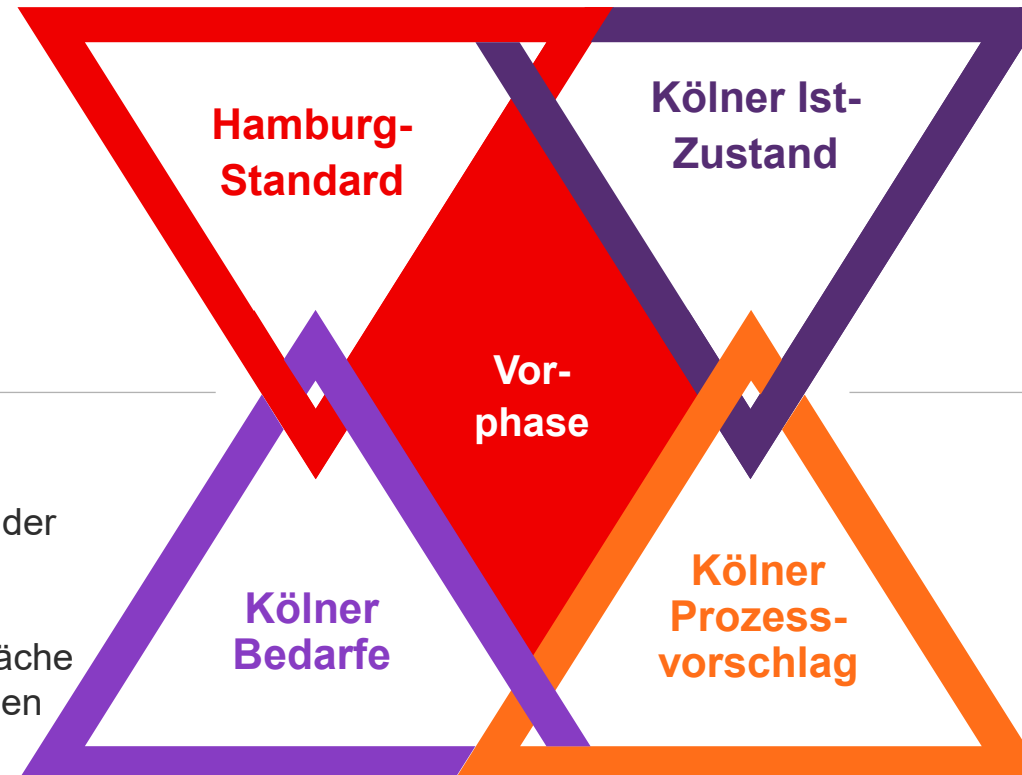 Hamburg-
Standard
Kölner Ist-
Zustand
Vor-
phase
der
äche
en
Kölner
Bedarfe
Kölner
Prozess-
vorschlag